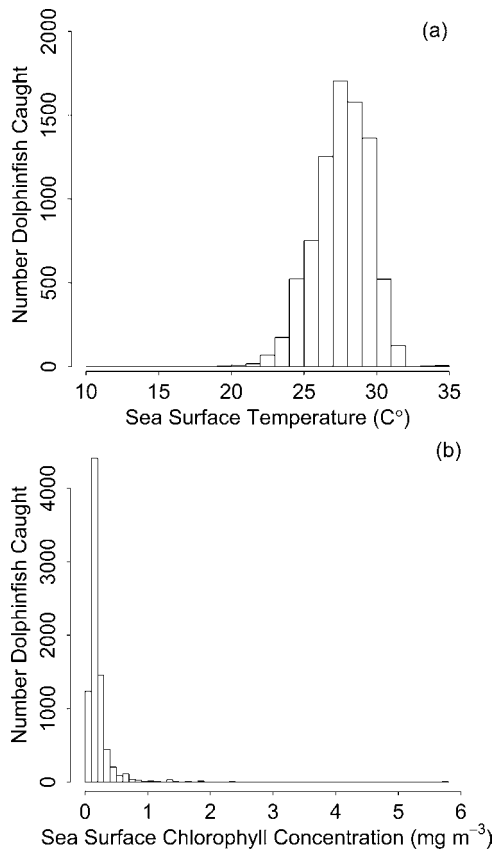 (a)
2000
1500
1000
500
0
Number Dolphinfish Caught
10 15 20 25 30 35
Sea Surface Temperature (C°)
(b)
4000
3000
2000
1000
0
Number Dolphinfish Caught
0 1 2 3 4 5 6
Sea Surface Chlorophyll Concentration (mg m⁻³)